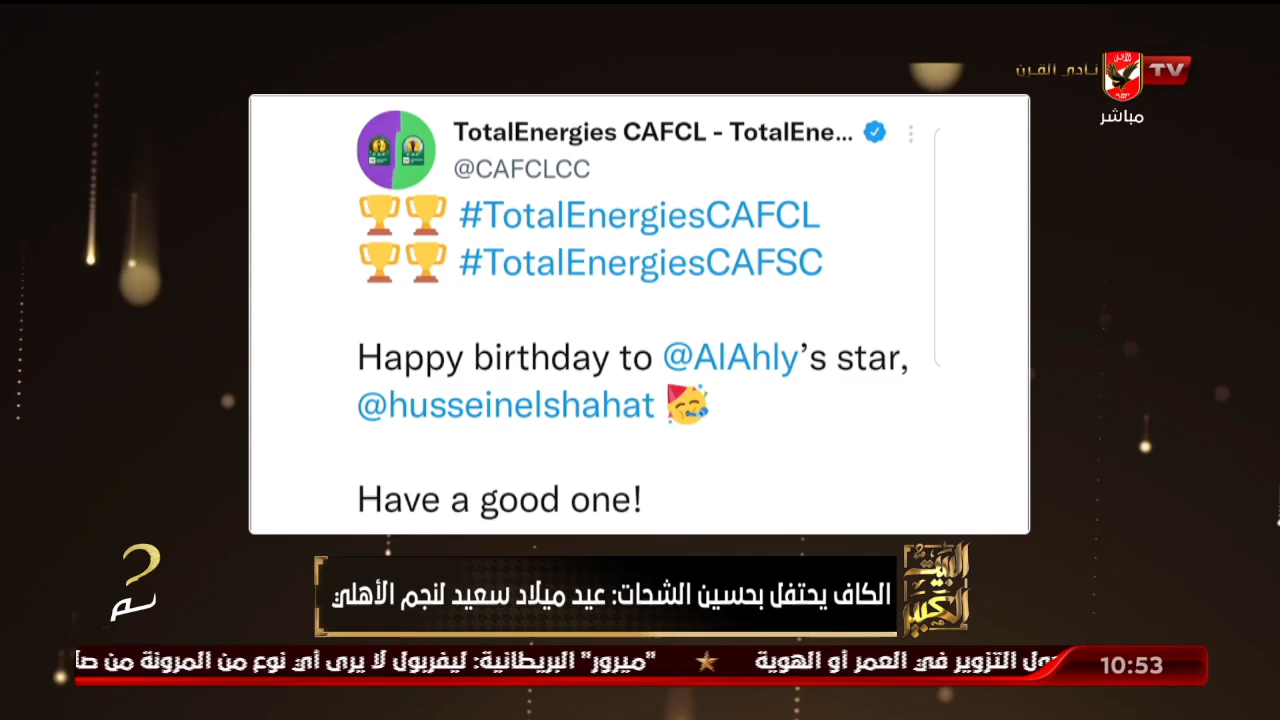 نادي القرن
TV
مباشر
TotalEnergies CAFCL - TotalEne...
@CAFCLCC
🏆🏆 #TotalEnergiesCAFCL
🏆🏆 #TotalEnergiesCAFSC
Happy birthday to @AlAhly’s star,
@husseinelshahat 🥳
Have a good one!
البيت
الكبير
الكاف يحتفل بحسين الشحات: عيد ميلاد سعيد لنجم الأهلي
10:53
التزوير في العمر أو الهوية ★ "ميرور" البريطانية: ليفربول لا يرى أي نوع من المرونة من